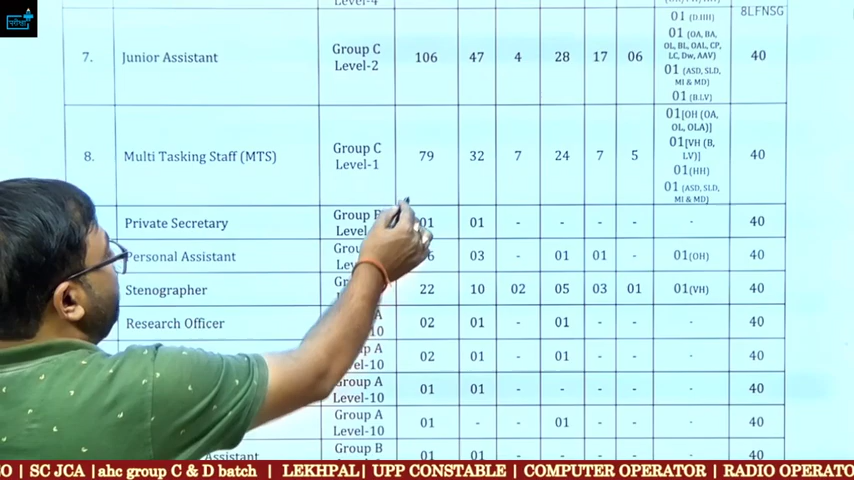 परीक्षा
Level-4
01 (D.HH)
8LFNSG
7. Junior Assistant Group C Level-2 106 47 4 28 17 06 01 (OA, BA, OL, BL, OAL, CP, LC, Dw, AAV) 01 (ASD, SLD, MI & MD) 01 (B.LV) 40
8. Multi Tasking Staff (MTS) Group C Level-1 79 32 7 24 7 5 01[OH (OA, OL, OLA)] 01[VH (B, LV)] 01(HH) 01 (ASD, SLD, MI & MD) 40
Private Secretary Group B 01 01 - - - - - 40
Personal Assistant 03 - 01 01 - 01(OH) 40
Stenographer 22 10 02 05 03 01 01(VH) 40
Research Officer 02 01 - 01 - - - 40
Level-10 02 01 - 01 - - - 40
Group A Level-10 01 01 - - - - - 40
Group A Level-10 01 - - 01 - - - 40
Assistant Group B 01 01 - - - - - 40
O | SC JCA |ahc group C & D batch | LEKHPAL| UPP CONSTABLE | COMPUTER OPERATOR | RADIO OPERATO